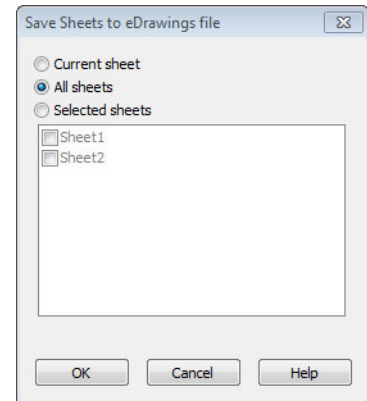 Save Sheets to eDrawings file
Current sheet
All sheets
Selected sheets
Sheet1
Sheet2
OK Cancel Help